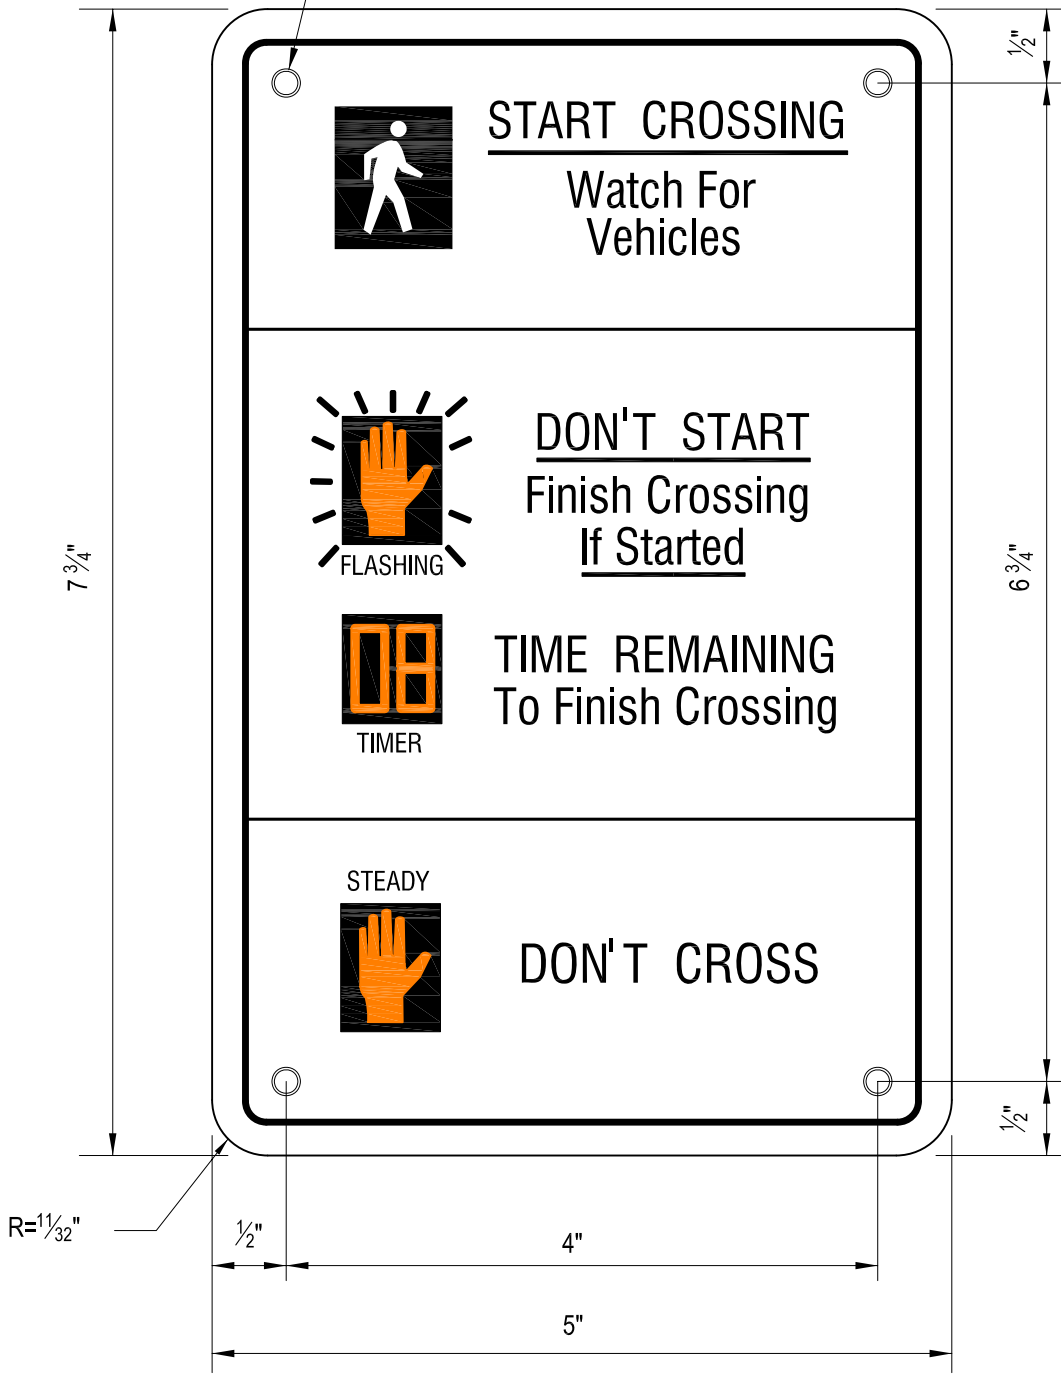 1/2"
START CROSSING
Watch For
Vehicles
DON'T START
Finish Crossing
If Started
FLASHING
7 3/4"
6 3/4"
08
TIME REMAINING
To Finish Crossing
TIMER
STEADY
DON'T CROSS
1/2"
R=11/32"
1/2"
4"
5"